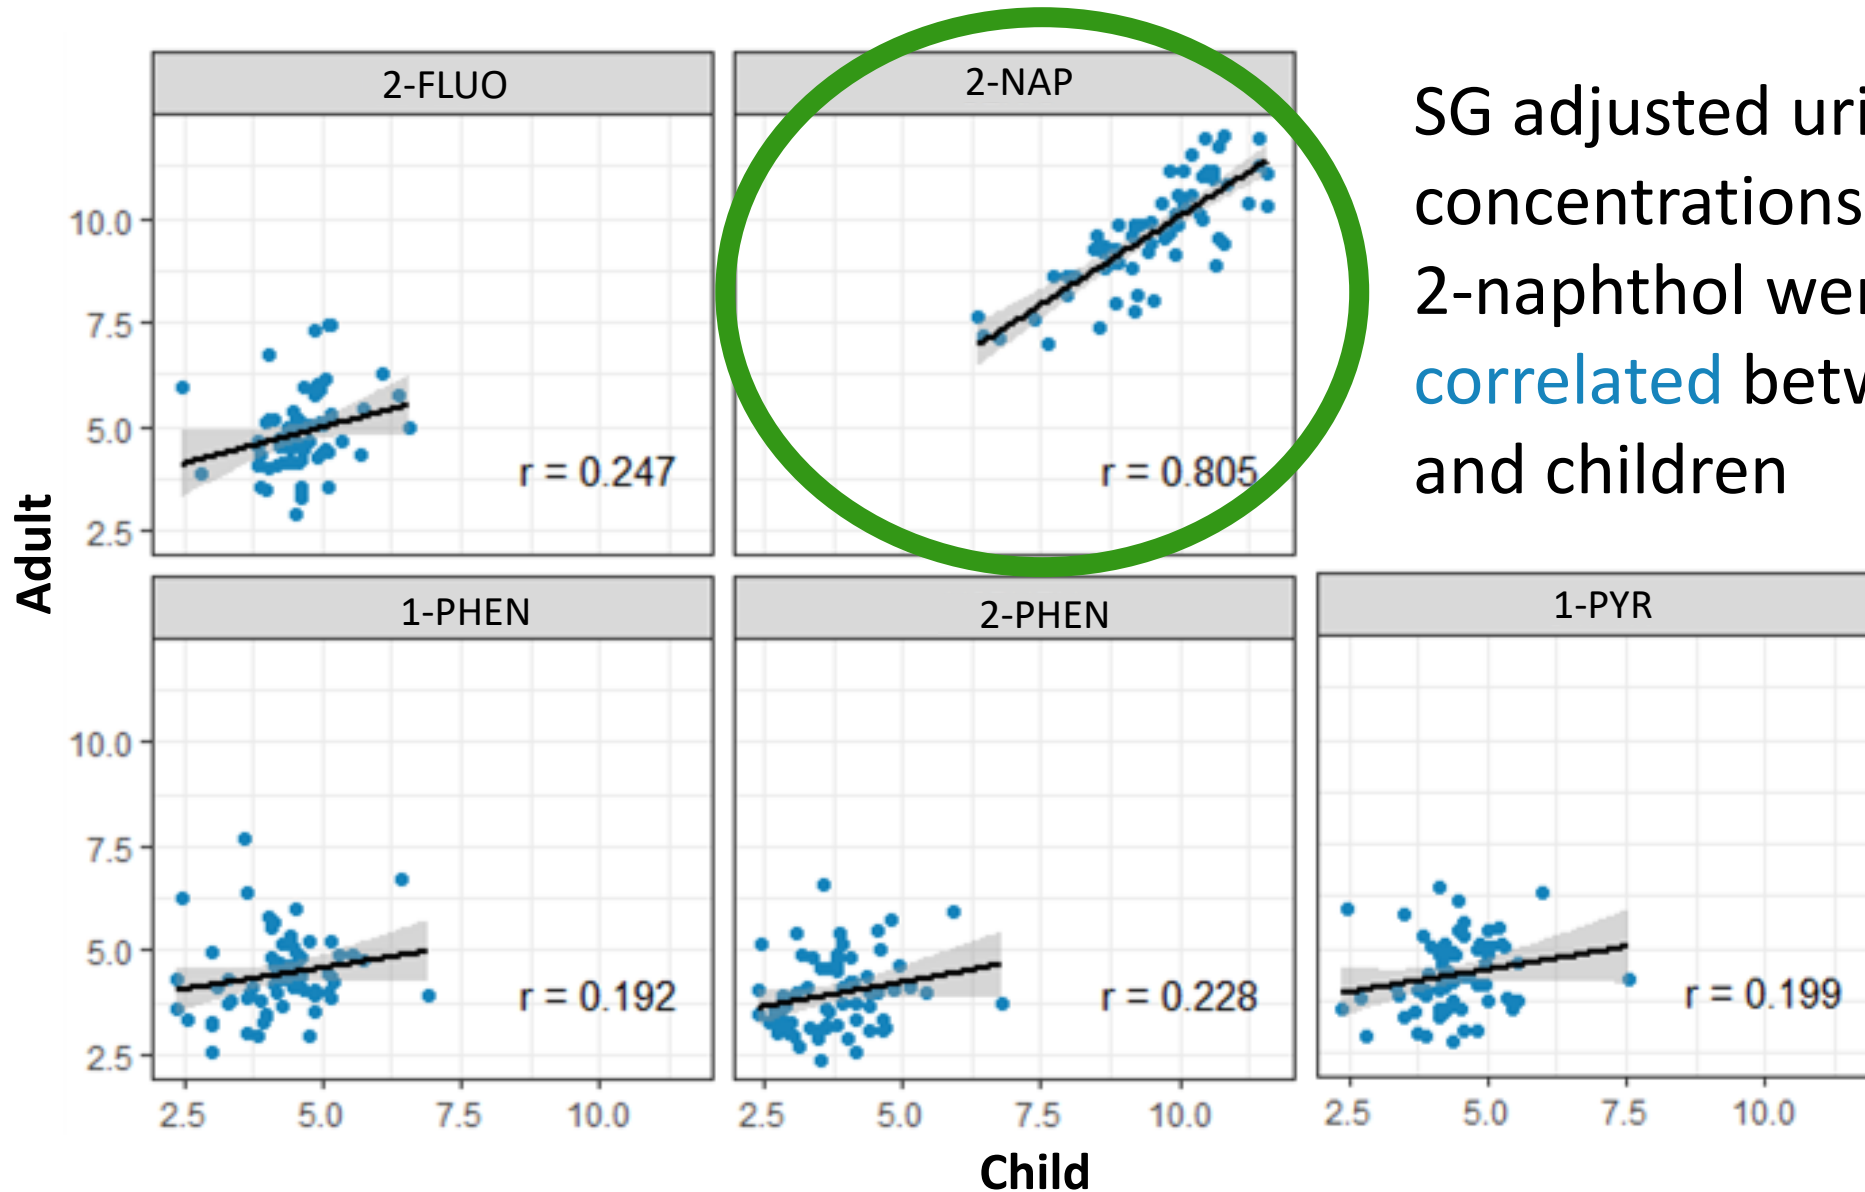 2-FLUO
2-NAP
SG adjusted
concentrations
2-naphthol
correlated
and children
10.0
7.5
5.0
2.5
r = 0.247
r = 0.805
Adult
1-PHEN
2-PHEN
1-PYR
10.0
7.5
5.0
2.5
r = 0.192
r = 0.228
r = 0.199
2.5 5.0 7.5 10.0
2.5 5.0 7.5 10.0
2.5 5.0 7.5 10.0
Child